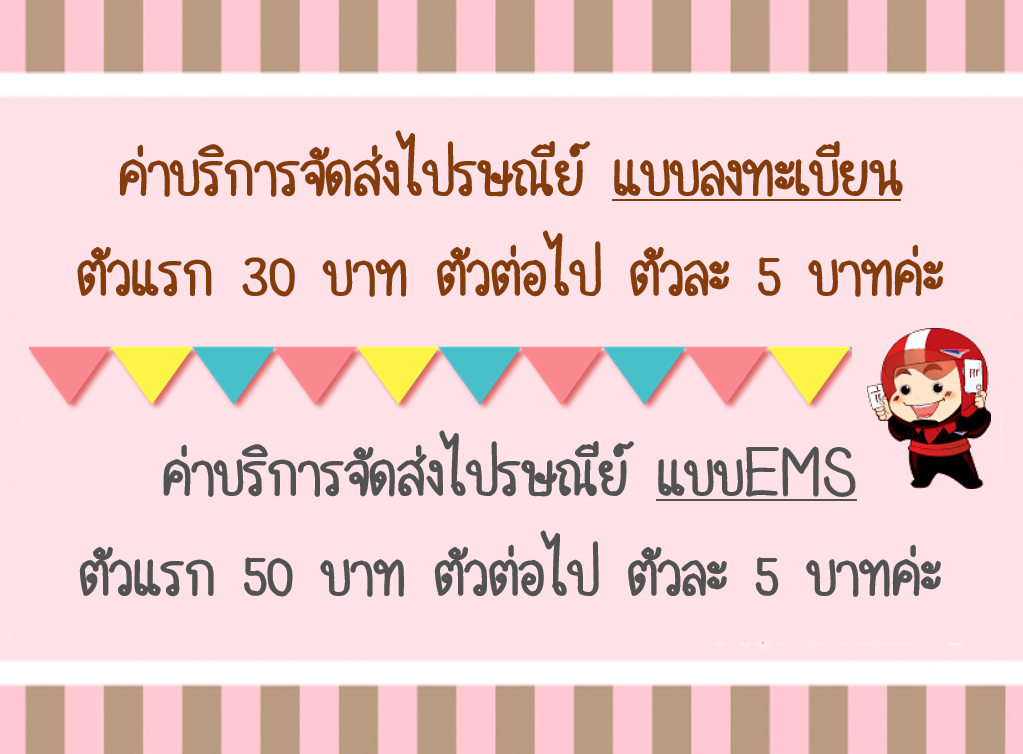 ค่าบริการจัดส่งไปรษณีย์ แบบลงทะเบียน
ตัวแรก 30 บาท ตัวต่อไป ตัวละ 5 บาทค่ะ
ค่าบริการจัดส่งไปรษณีย์ แบบEMS
ตัวแรก 50 บาท ตัวต่อไป ตัวละ 5 บาทค่ะ